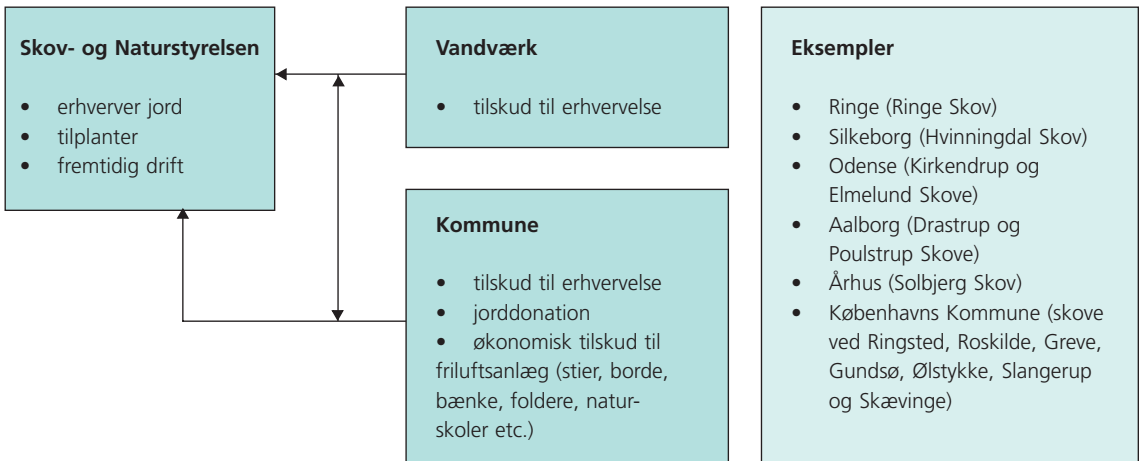 Skov- og Naturstyrelsen
• erhverver jord
• tilplanter
• fremtidig drift
Vandværk
• tilskud til erhvervelse
Kommune
• tilskud til erhvervelse
• jorddonation
• økonomisk tilskud til
friluftsanlæg (stier, borde,
bænke, foldere, natur-
skoler etc.)
Eksempler
• Ringe (Ringe Skov)
• Silkeborg (Hvinningdal Skov)
• Odense (Kirkendrup og
Elmelund Skove)
• Aalborg (Drastrup og
Poulstrup Skove)
• Århus (Solbjerg Skov)
• Københavns Kommune (skove
ved Ringsted, Roskilde, Greve,
Gundsø, Ølstykke, Slangerup
og Skævinge)